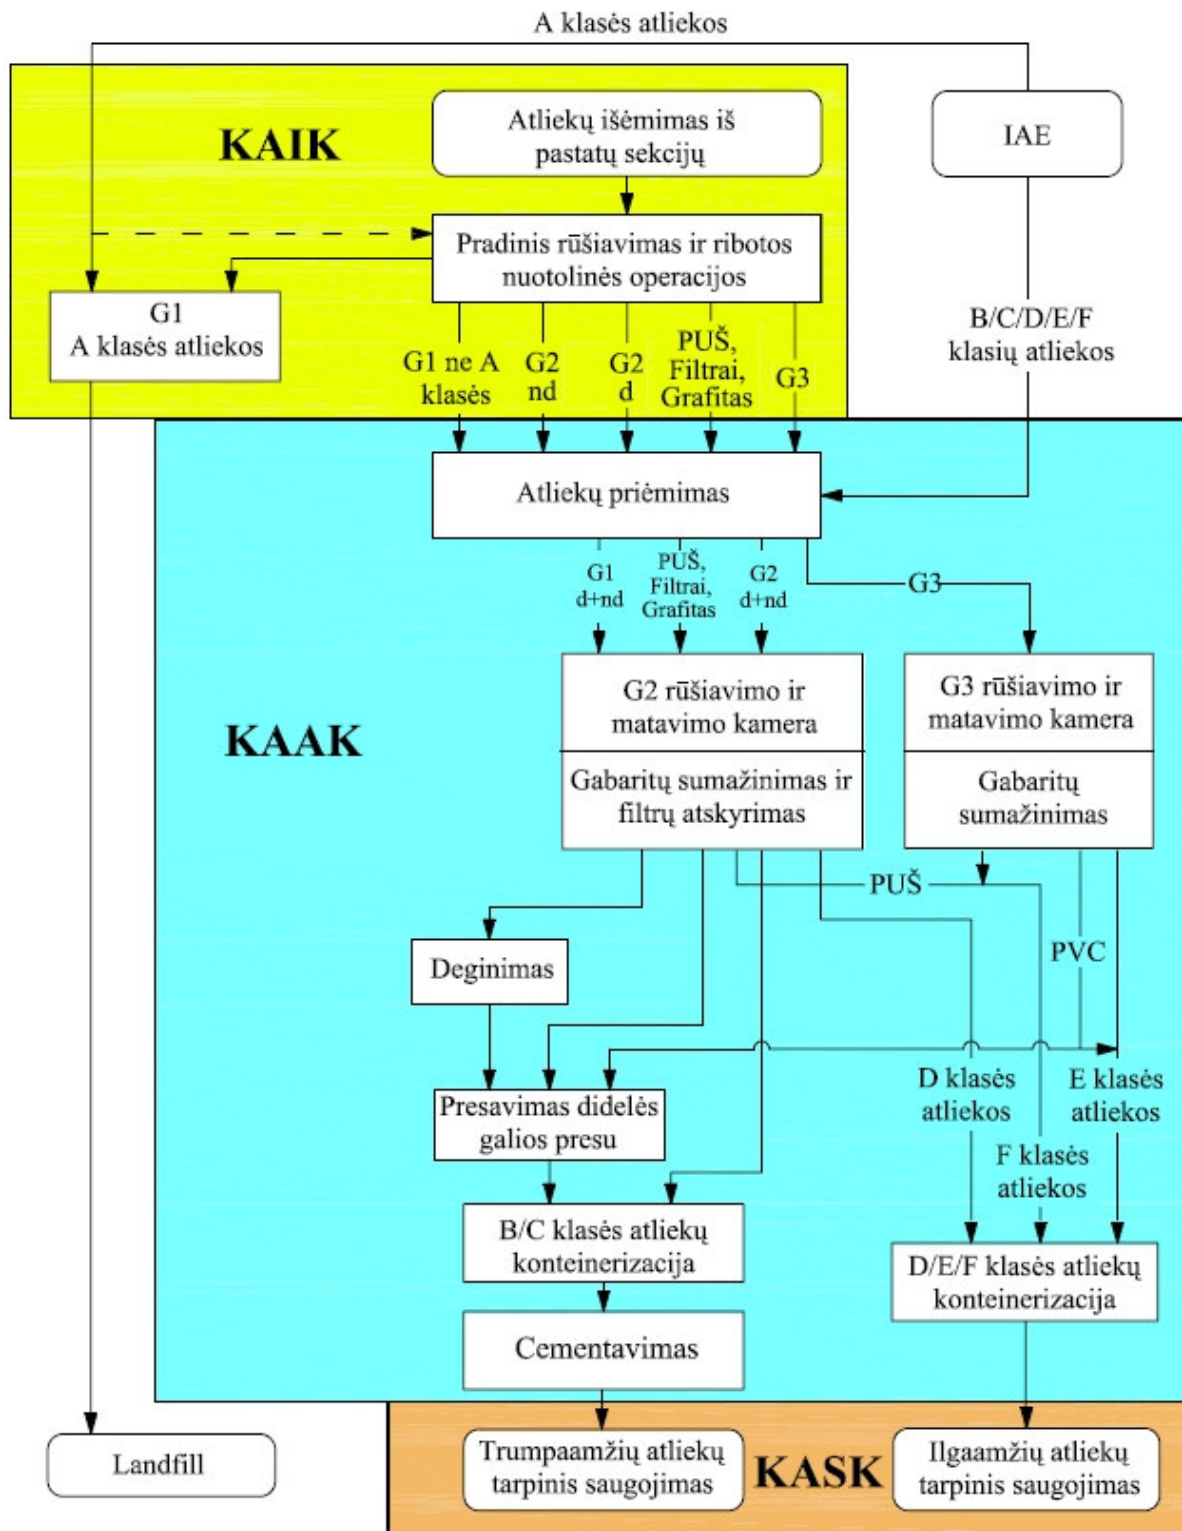 A klasės atliekos
KAIK
Atliekų išėmimas iš
pastatų sekcijų
IAE
Pradinis rūšiavimas ir ribotos
nuotolinės operacijos
G1
A klasės atliekos
G1 ne A
klasės
G2
nd
G2
d
PUŠ,
Filtrai,
Grafitas
G3
B/C/D/E/F
klasių atliekos
Atliekų priėmimas
G1
d+nd
PUŠ,
Filtrai,
Grafitas
G2
d+nd
G3
KAAK
G2 rūšiavimo ir
matavimo kamera
Gabaritų sumažinimas ir
filtrų atskyrimas
G3 rūšiavimo ir
matavimo kamera
Gabaritų
sumažinimas
PUŠ
PVC
Deginimas
Presavimas didelės
galios presu
D klasės
atliekos
E klasės
atliekos
F klasės
atliekos
B/C klasės atliekų
konteinerizacija
D/E/F klasės atliekų
konteinerizacija
Cementavimas
Landfill
Trumpaamžių atliekų
tarpinis saugojimas
KASK
Ilgaamžių atliekų
tarpinis saugojimas